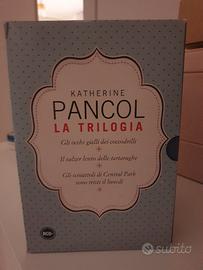 KATHERINE
PANCOL
LA TRILOGIA
Gli occhi gialli dei coccodrilli
Il valzer lento delle tartarughe
Gli scoiattoli di Central Park
sono tristi il lunedì
BCD
subito